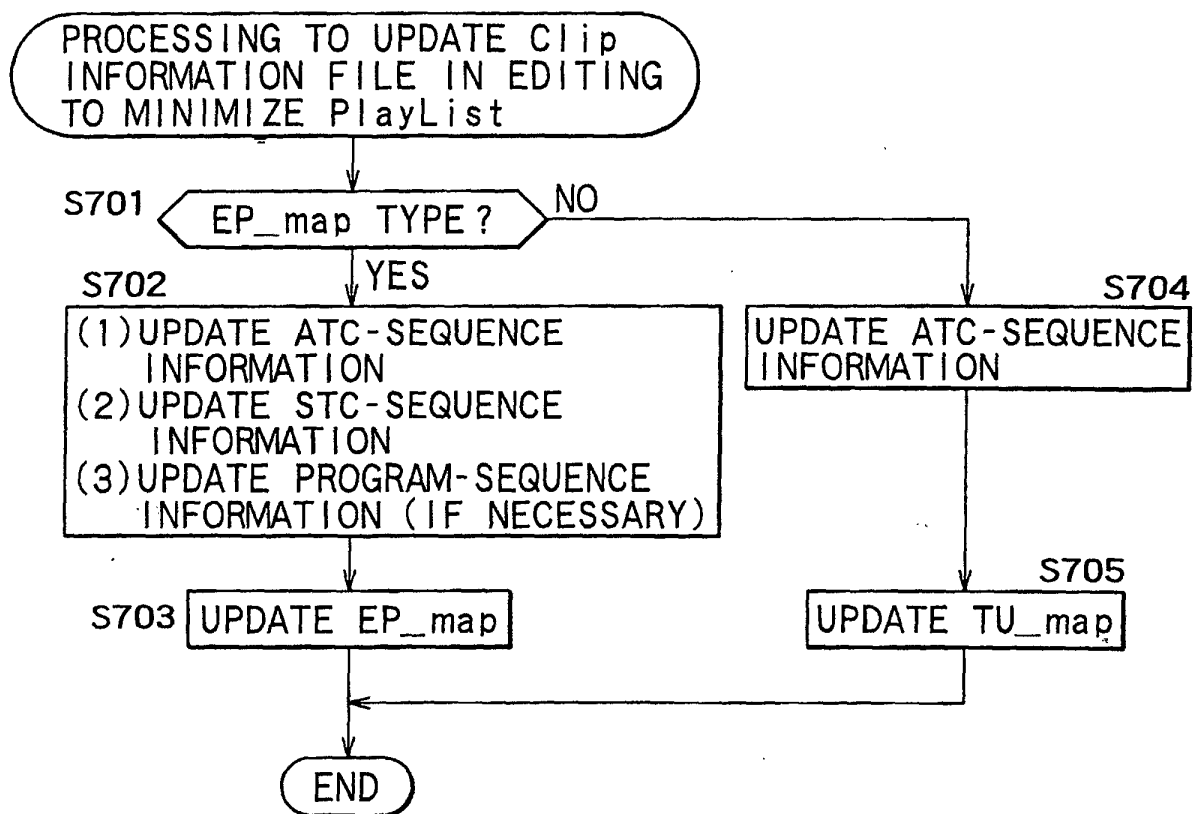 PROCESSING TO UPDATE Clip
INFORMATION FILE IN EDITING
TO MINIMIZE PlayList
S701
EP_map TYPE?
NO
YES
S702
(1) UPDATE ATC-SEQUENCE
INFORMATION
(2) UPDATE STC-SEQUENCE
INFORMATION
(3) UPDATE PROGRAM-SEQUENCE
INFORMATION (IF NECESSARY)
S704
UPDATE ATC-SEQUENCE
INFORMATION
S703
UPDATE EP_map
S705
UPDATE TU_map
END